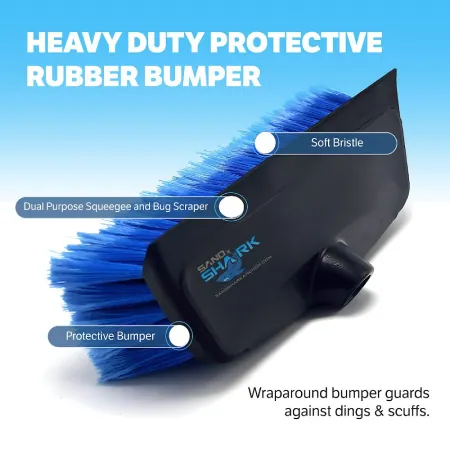 HEAVY DUTY PROTECTIVE
RUBBER BUMPER
Soft Bristle
Dual Purpose Squeegee and Bug Scraper
SAND
SHARK
Protective Bumper
Wraparound bumper guards
against dings & scuffs.